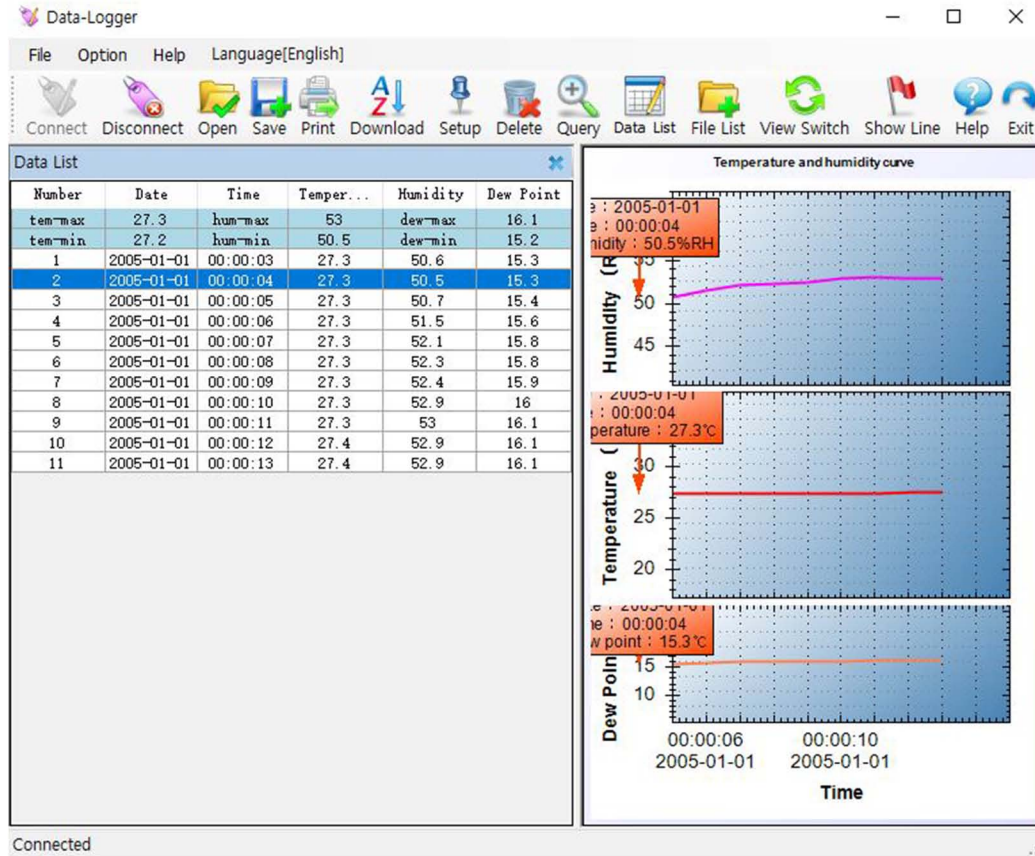 Data-Logger
File Option Help Language[English]
Connect Disconnect Open Save Print Download Setup Delete Query Data List File List View Switch Show Line Help Exit
Data List
Number Date Time Temper... Humidity Dew Point
tem-max 27.3 hum-max 53 dew-max 16.1
tem-min 27.2 hum-min 50.5 dew-min 15.2
1 2005-01-01 00:00:03 27.3 50.6 15.3
2 2005-01-01 00:00:04 27.3 50.5 15.3
3 2005-01-01 00:00:05 27.3 50.7 15.4
4 2005-01-01 00:00:06 27.3 51.5 15.6
5 2005-01-01 00:00:07 27.3 52.1 15.8
6 2005-01-01 00:00:08 27.3 52.3 15.8
7 2005-01-01 00:00:09 27.3 52.4 15.9
8 2005-01-01 00:00:10 27.3 52.9 16
9 2005-01-01 00:00:11 27.3 53 16.1
10 2005-01-01 00:00:12 27.4 52.9 16.1
11 2005-01-01 00:00:13 27.4 52.9 16.1
Temperature and humidity curve
e : 2005-01-01
e : 00:00:04
nidity : 50.5%RH
Humidity (R
55
50
45
: 2005-01-01
e : 00:00:04
perature : 27.3℃
Temperature (
30
25
20
te : 2005-01-01
ne : 00:00:04
w point : 15.3℃
Dew Poin
15
10
00:00:06 00:00:10
2005-01-01 2005-01-01
Time
Connected